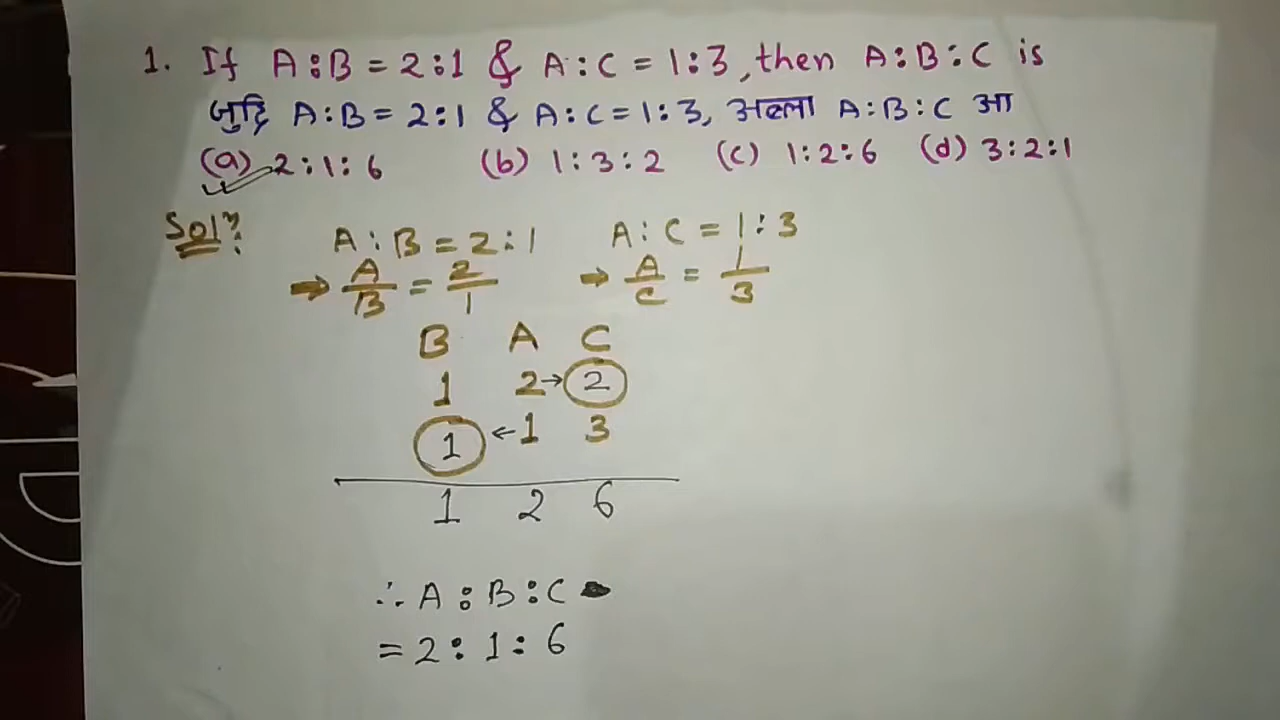 1. If A:B = 2:1 & A:C = 1:3, then A:B:C is
A:B = 2:1 & A:C = 1:3, A:B:C आ
(a) 2:1:6 (b) 1:3:2 (c) 1:2:6 (d) 3:2:1
Solⁿ:
A:B = 2:1 A:C = 1:3
⇒ A/B = 2/1 ⇒ A/C = 1/3
B A C
1 2→ 2
1 ←1 3
1 2 6
∴ A:B:C
= 2:1:6